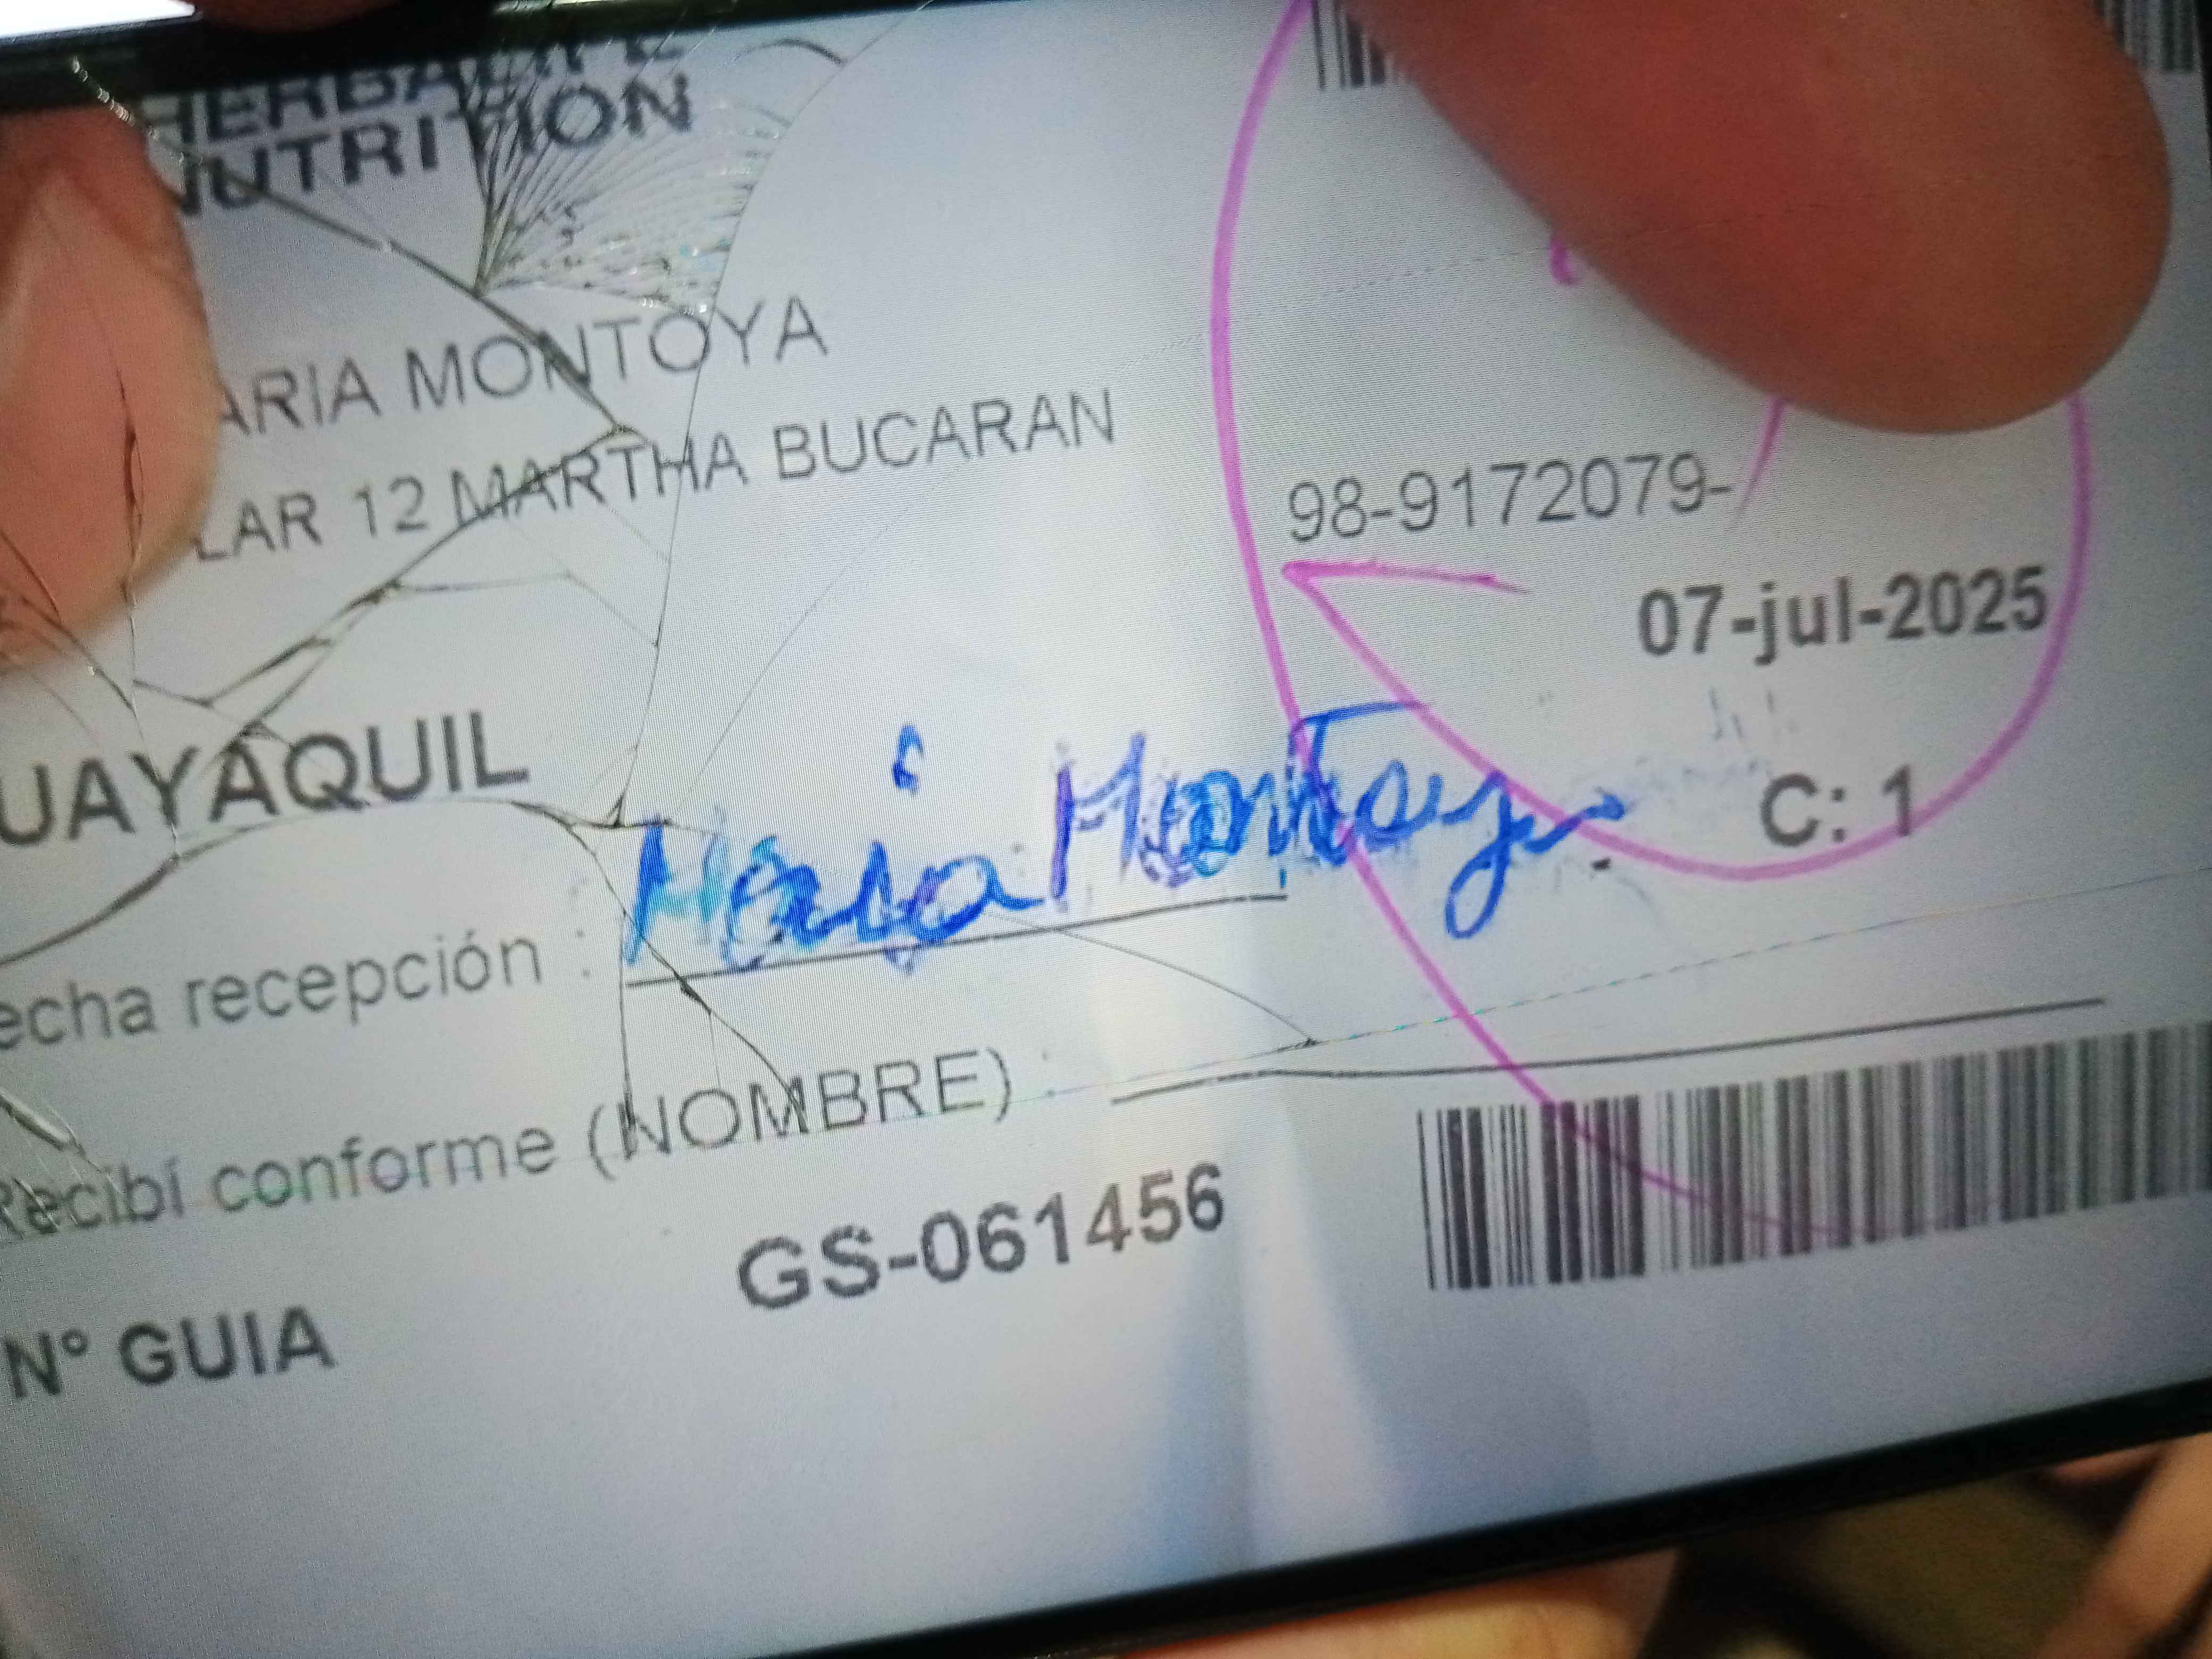 HERBALIFE
NUTRITION
ARIA MONTOYA
LAR 12 MARTHA BUCARAN
98-9172079-
07-jul-2025
UAYAQUIL
C: 1
echa recepción : Maria Montoya
Recibí conforme (NOMBRE) :
N° GUIA GS-061456